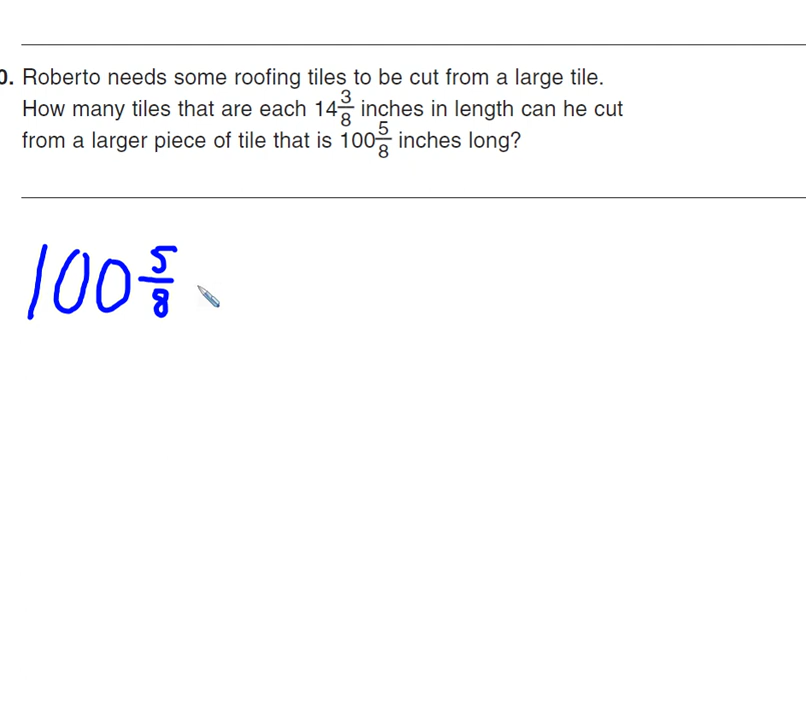 0. Roberto needs some roofing tiles to be cut from a large tile.
How many tiles that are each 14 3/8 inches in length can he cut
from a larger piece of tile that is 100 5/8 inches long?
100 5/8